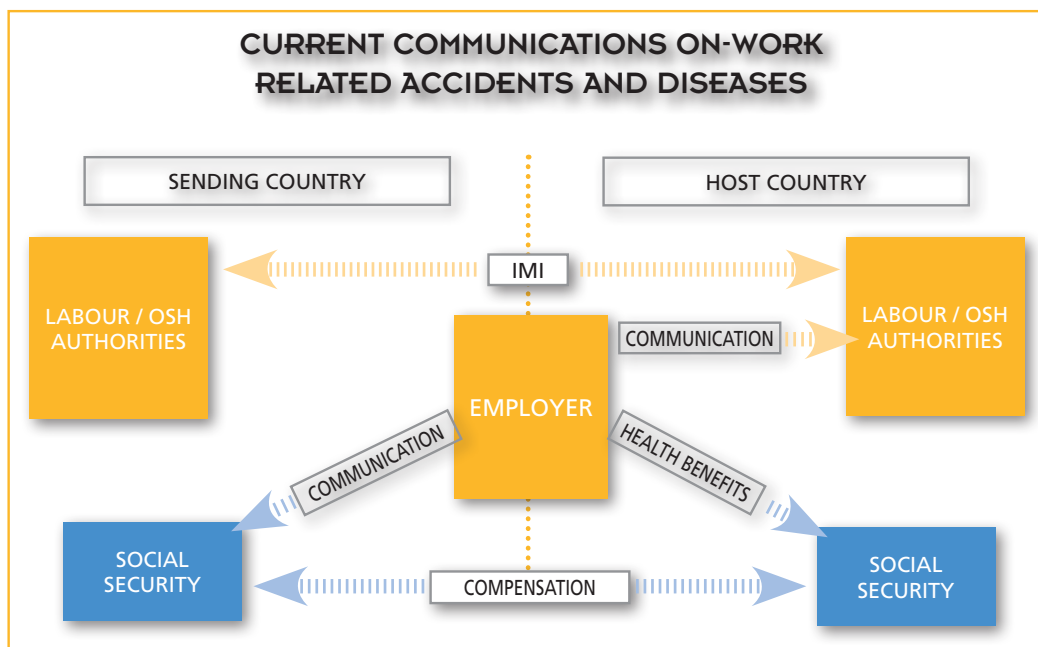 CURRENT COMMUNICATIONS ON-WORK
RELATED ACCIDENTS AND DISEASES
SENDING COUNTRY
HOST COUNTRY
IMI
LABOUR / OSH
AUTHORITIES
COMMUNICATION
LABOUR / OSH
AUTHORITIES
EMPLOYER
COMMUNICATION
HEALTH BENEFITS
SOCIAL
SECURITY
COMPENSATION
SOCIAL
SECURITY